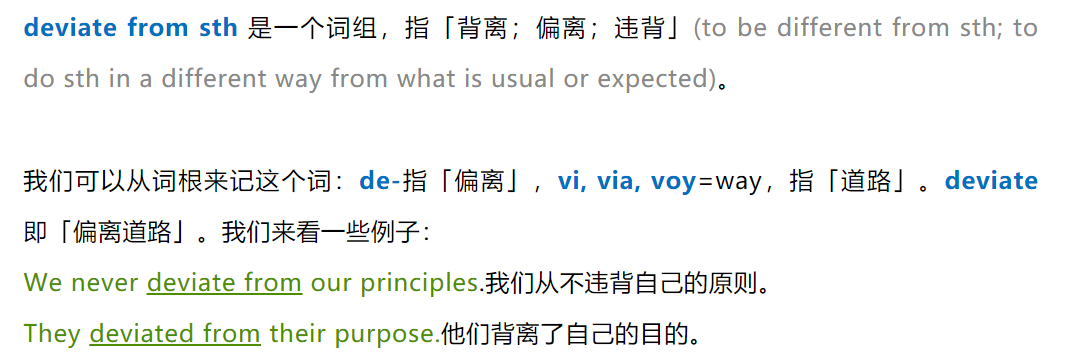 deviate from sth 是一个词组，指「背离；偏离；违背」(to be different from sth; to
do sth in a different way from what is usual or expected)。
我们可以从词根来记这个词：de-指「偏离」，vi, via, voy=way，指「道路」。deviate
即「偏离道路」。我们来看一些例子：
We never deviate from our principles.我们从不违背自己的原则。
They deviated from their purpose.他们背离了自己的目的。